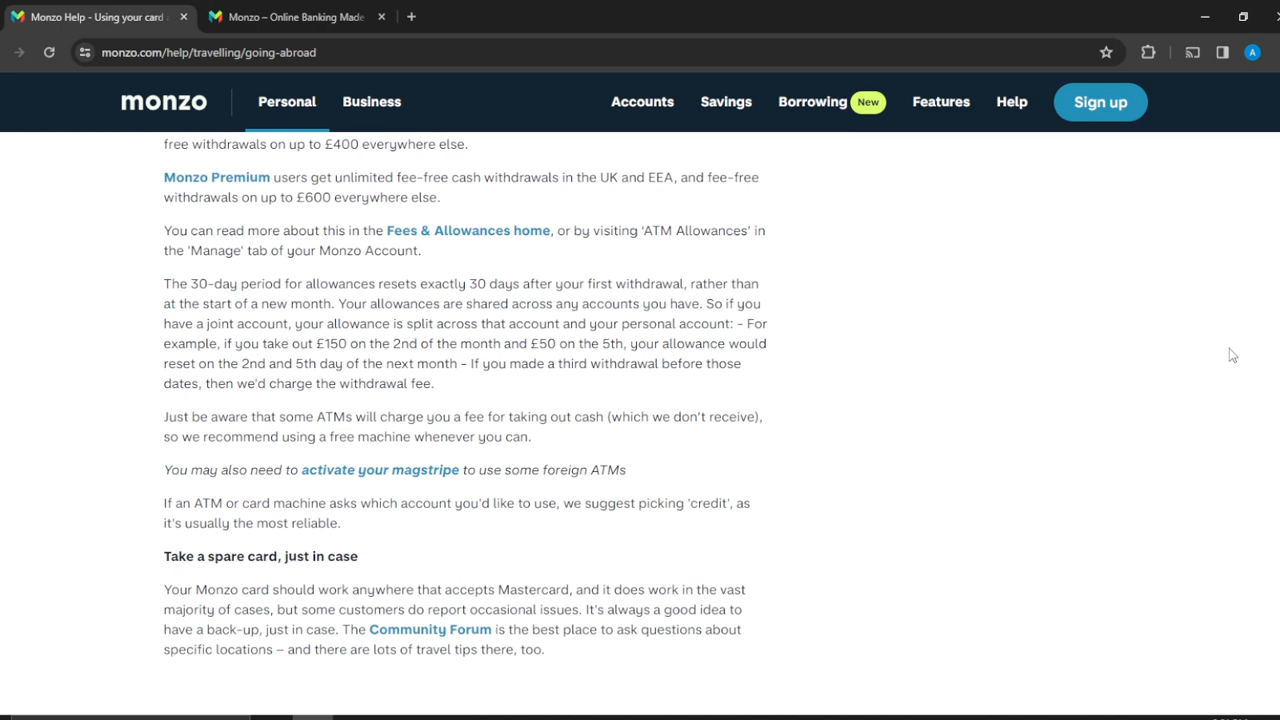 Monzo Help - Using your card
Monzo – Online Banking Made
monzo.com/help/travelling/going-abroad
A
monzo
Personal
Business
Accounts
Savings
Borrowing New
Features
Help
Sign up
free withdrawals on up to £400 everywhere else.
Monzo Premium users get unlimited fee-free cash withdrawals in the UK and EEA, and fee-free
withdrawals on up to £600 everywhere else.
You can read more about this in the Fees & Allowances home, or by visiting 'ATM Allowances' in
the 'Manage' tab of your Monzo Account.
The 30-day period for allowances resets exactly 30 days after your first withdrawal, rather than
at the start of a new month. Your allowances are shared across any accounts you have. So if you
have a joint account, your allowance is split across that account and your personal account: - For
example, if you take out £150 on the 2nd of the month and £50 on the 5th, your allowance would
reset on the 2nd and 5th day of the next month - If you made a third withdrawal before those
dates, then we'd charge the withdrawal fee.
Just be aware that some ATMs will charge you a fee for taking out cash (which we don't receive),
so we recommend using a free machine whenever you can.
You may also need to activate your magstripe to use some foreign ATMs
If an ATM or card machine asks which account you'd like to use, we suggest picking 'credit', as
it's usually the most reliable.
Take a spare card, just in case
Your Monzo card should work anywhere that accepts Mastercard, and it does work in the vast
majority of cases, but some customers do report occasional issues. It's always a good idea to
have a back-up, just in case. The Community Forum is the best place to ask questions about
specific locations – and there are lots of travel tips there, too.